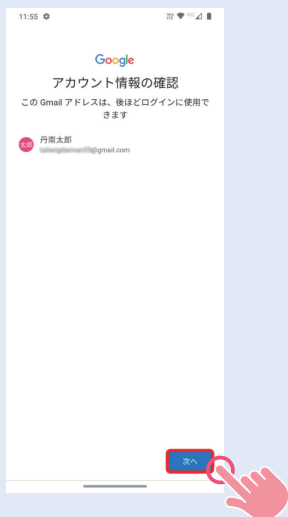 11:55
4G
Google
アカウント情報の確認
この Gmail アドレスは、後ほどログインに使用で
きます
太郎 丹南太郎
@gmail.com
次へ